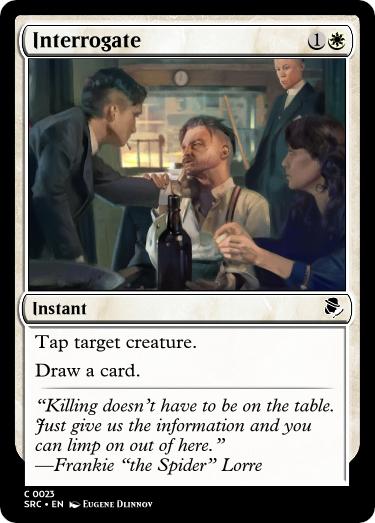 Interrogate 1
Instant
Tap target creature.
Draw a card.
“Killing doesn’t have to be on the table.
Just give us the information and you
can limp on out of here.”
—Frankie “the Spider” Lorre
C 0023
SRC • EN Eugene Dlinnov